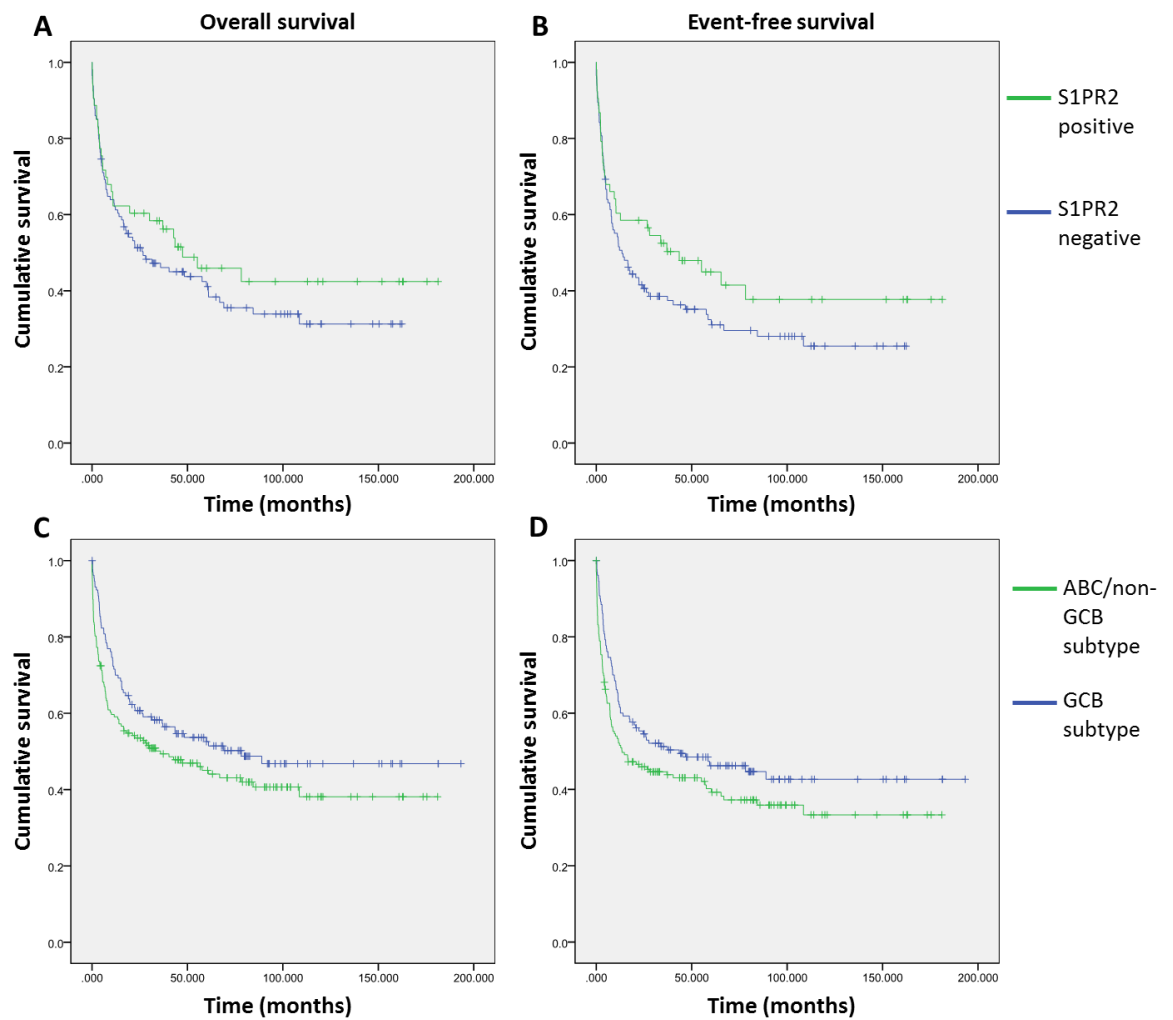 A
Overall survival
B
Event-free survival
1.0
0.8
0.6
0.4
0.2
0.0
Cumulative survival
.000
50.000
100.000
150.000
200.000
Time (months)
1.0
0.8
0.6
0.4
0.2
0.0
Cumulative survival
.000
50.000
100.000
150.000
200.000
Time (months)
S1PR2
positive
S1PR2
negative
C
D
1.0
0.8
0.6
0.4
0.2
0.0
Cumulative survival
.000
50.000
100.000
150.000
200.000
Time (months)
1.0
0.8
0.6
0.4
0.2
0.0
Cumulative survival
.000
50.000
100.000
150.000
200.000
Time (months)
ABC/non-
GCB
subtype
GCB
subtype